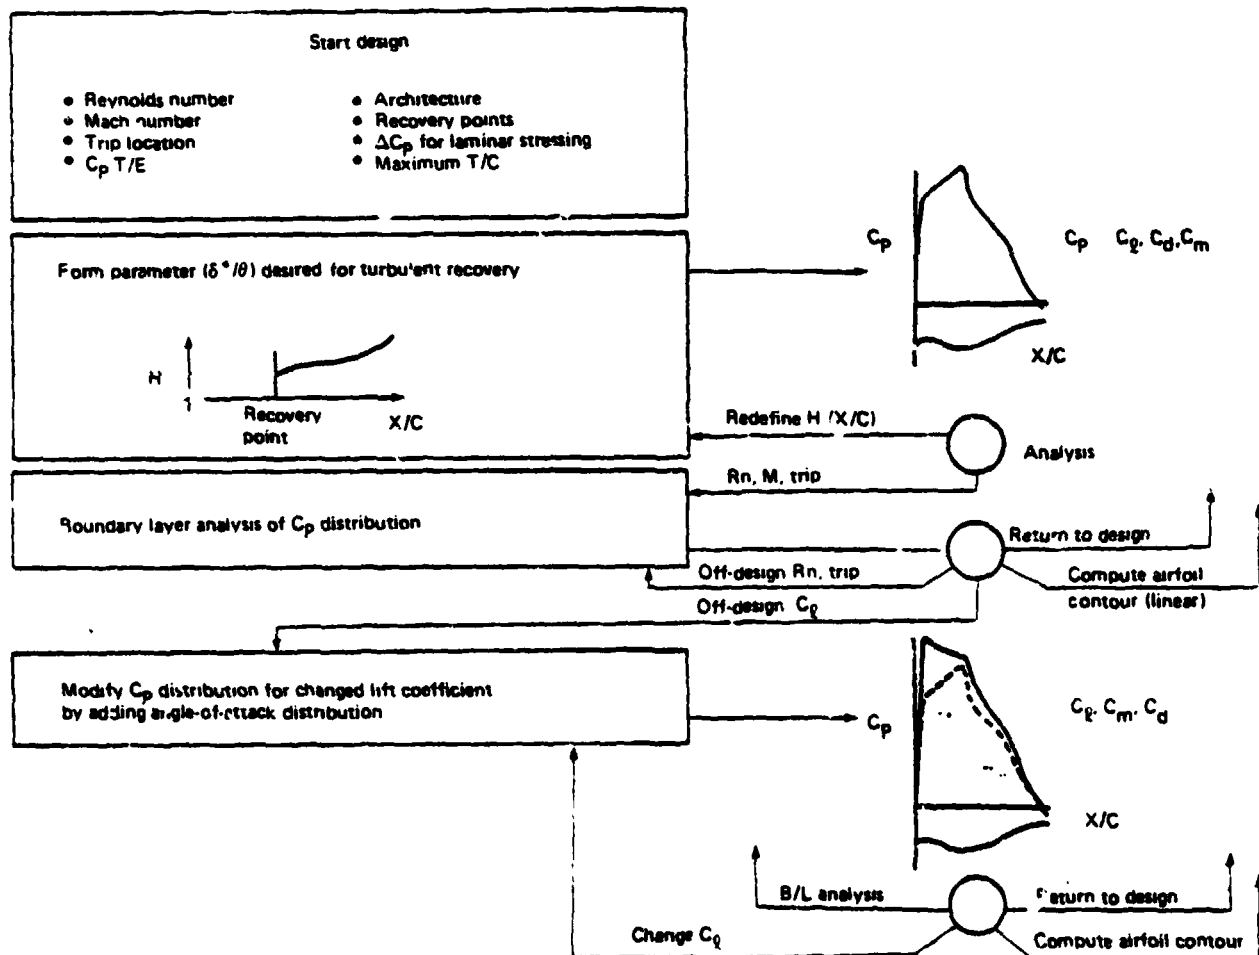 Start design
• Reynolds number
• Mach number
• Trip location
• Cp T/E
• Architecture
• Recovery points
• ΔCp for laminar stressing
• Maximum T/C
Form parameter (δ*/θ) desired for turbulent recovery
H
1
Recovery
point
X/C
Cp
Cp Cℓ, Cd, Cm
X/C
Redefine H (X/C)
Analysis
Rn, M, trip
Boundary layer analysis of Cp distribution
Return to design
Off-design Rn, trip
Compute airfoil
contour (linear)
Off-design Cℓ
Modify Cp distribution for changed lift coefficient
by adding angle-of-attack distribution
Cp
Cℓ, Cm, Cd
X/C
B/L analysis
Return to design
Change Cℓ
Compute airfoil contour